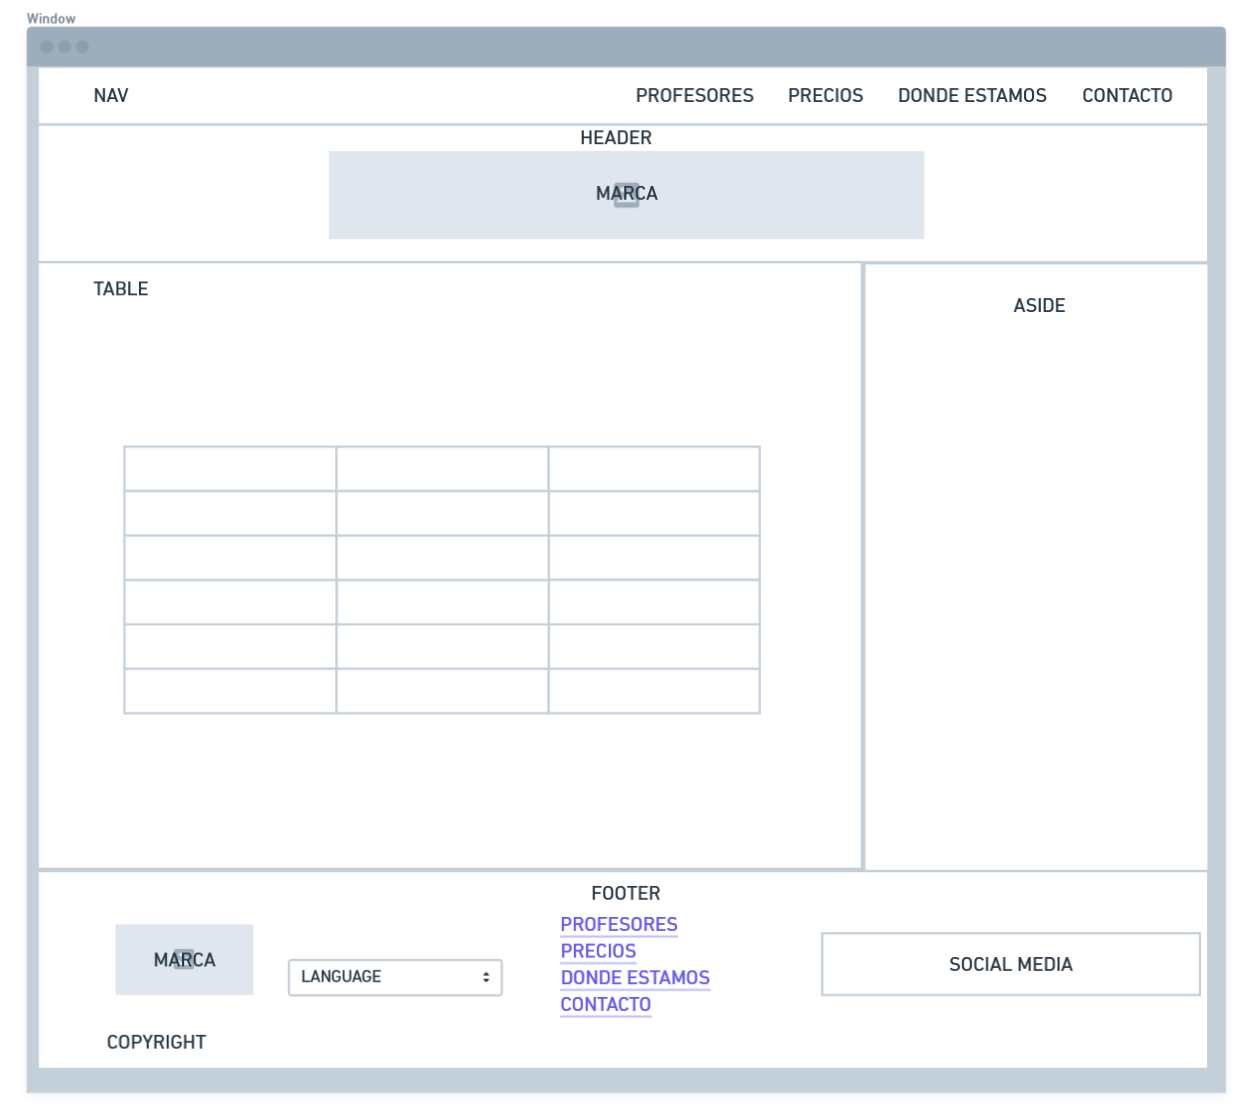 Window
NAV PROFESORES PRECIOS DONDE ESTAMOS CONTACTO
HEADER
MARCA
TABLE
ASIDE
FOOTER
PROFESORES
PRECIOS
DONDE ESTAMOS
CONTACTO
MARCA
LANGUAGE
SOCIAL MEDIA
COPYRIGHT